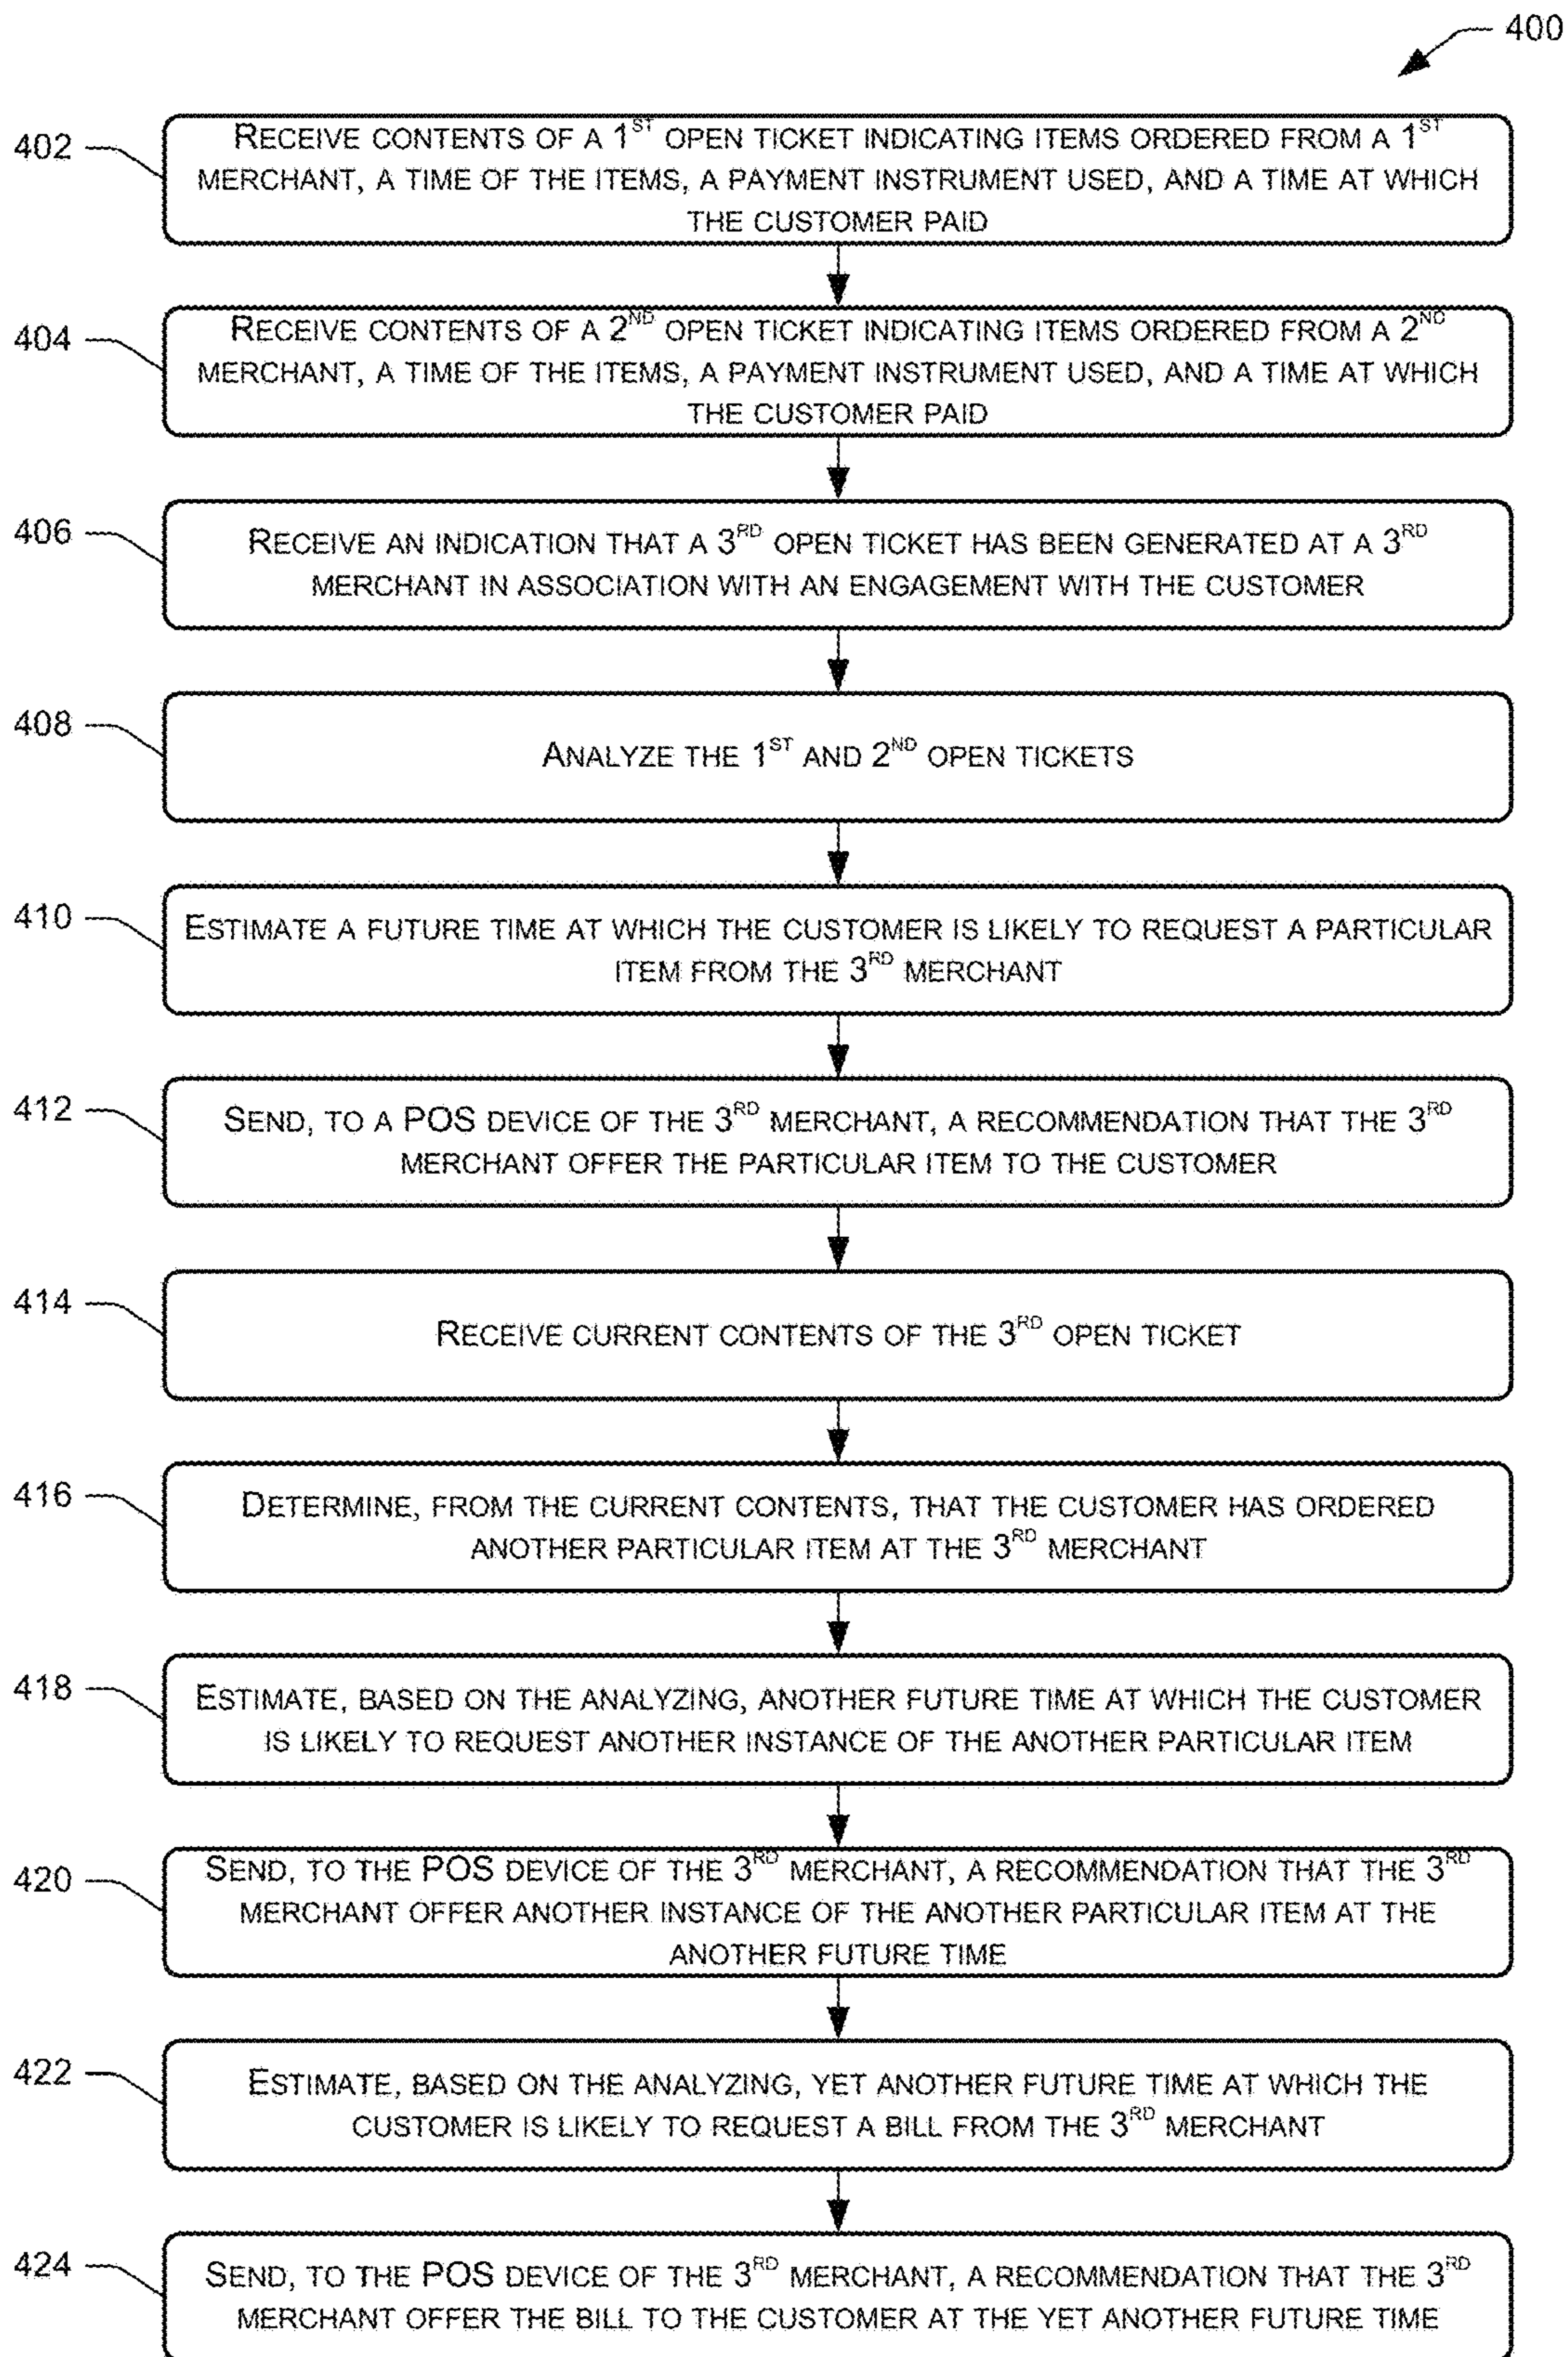 400
402
RECEIVE CONTENTS OF A 1ST OPEN TICKET INDICATING ITEMS ORDERED FROM A 1ST
MERCHANT, A TIME OF THE ITEMS, A PAYMENT INSTRUMENT USED, AND A TIME AT WHICH
THE CUSTOMER PAID
404
RECEIVE CONTENTS OF A 2ND OPEN TICKET INDICATING ITEMS ORDERED FROM A 2ND
MERCHANT, A TIME OF THE ITEMS, A PAYMENT INSTRUMENT USED, AND A TIME AT WHICH
THE CUSTOMER PAID
406
RECEIVE AN INDICATION THAT A 3RD OPEN TICKET HAS BEEN GENERATED AT A 3RD
MERCHANT IN ASSOCIATION WITH AN ENGAGEMENT WITH THE CUSTOMER
408
ANALYZE THE 1ST AND 2ND OPEN TICKETS
410
ESTIMATE A FUTURE TIME AT WHICH THE CUSTOMER IS LIKELY TO REQUEST A PARTICULAR
ITEM FROM THE 3RD MERCHANT
412
SEND, TO A POS DEVICE OF THE 3RD MERCHANT, A RECOMMENDATION THAT THE 3RD
MERCHANT OFFER THE PARTICULAR ITEM TO THE CUSTOMER
414
RECEIVE CURRENT CONTENTS OF THE 3RD OPEN TICKET
416
DETERMINE, FROM THE CURRENT CONTENTS, THAT THE CUSTOMER HAS ORDERED
ANOTHER PARTICULAR ITEM AT THE 3RD MERCHANT
418
ESTIMATE, BASED ON THE ANALYZING, ANOTHER FUTURE TIME AT WHICH THE CUSTOMER
IS LIKELY TO REQUEST ANOTHER INSTANCE OF THE ANOTHER PARTICULAR ITEM
420
SEND, TO THE POS DEVICE OF THE 3RD MERCHANT, A RECOMMENDATION THAT THE 3RD
MERCHANT OFFER ANOTHER INSTANCE OF THE ANOTHER PARTICULAR ITEM AT THE
ANOTHER FUTURE TIME
422
ESTIMATE, BASED ON THE ANALYZING, YET ANOTHER FUTURE TIME AT WHICH THE
CUSTOMER IS LIKELY TO REQUEST A BILL FROM THE 3RD MERCHANT
424
SEND, TO THE POS DEVICE OF THE 3RD MERCHANT, A RECOMMENDATION THAT THE 3RD
MERCHANT OFFER THE BILL TO THE CUSTOMER AT THE YET ANOTHER FUTURE TIME